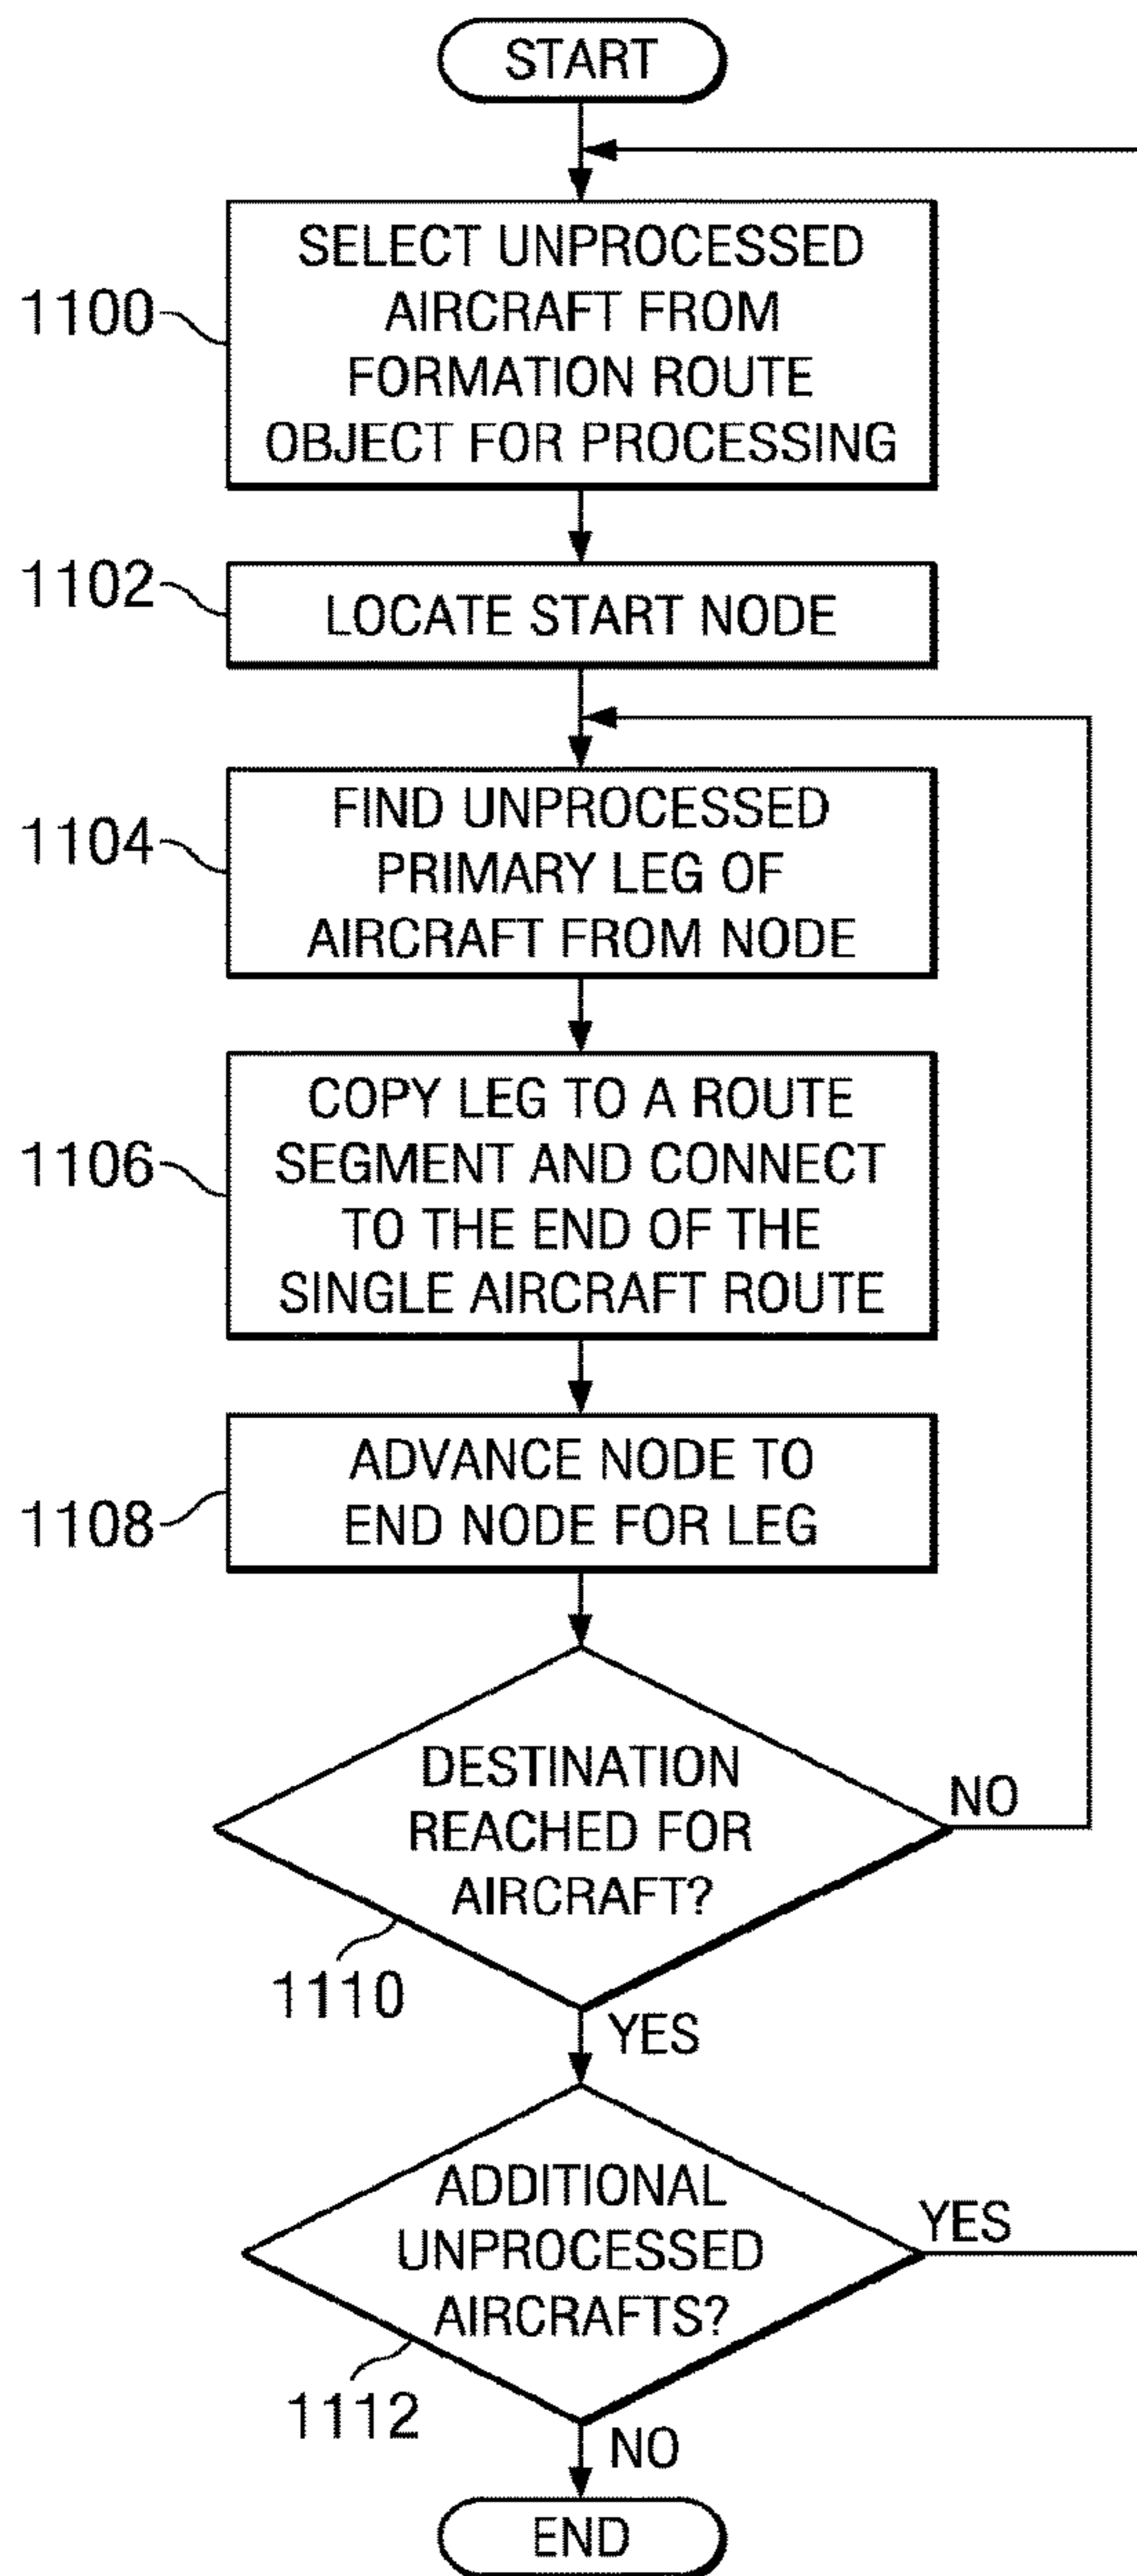 START
1100
SELECT UNPROCESSED
AIRCRAFT FROM
FORMATION ROUTE
OBJECT FOR PROCESSING
1102
LOCATE START NODE
1104
FIND UNPROCESSED
PRIMARY LEG OF
AIRCRAFT FROM NODE
1106
COPY LEG TO A ROUTE
SEGMENT AND CONNECT
TO THE END OF THE
SINGLE AIRCRAFT ROUTE
1108
ADVANCE NODE TO
END NODE FOR LEG
DESTINATION
REACHED FOR
AIRCRAFT?
NO
1110
YES
ADDITIONAL
UNPROCESSED
AIRCRAFTS?
YES
1112
NO
END